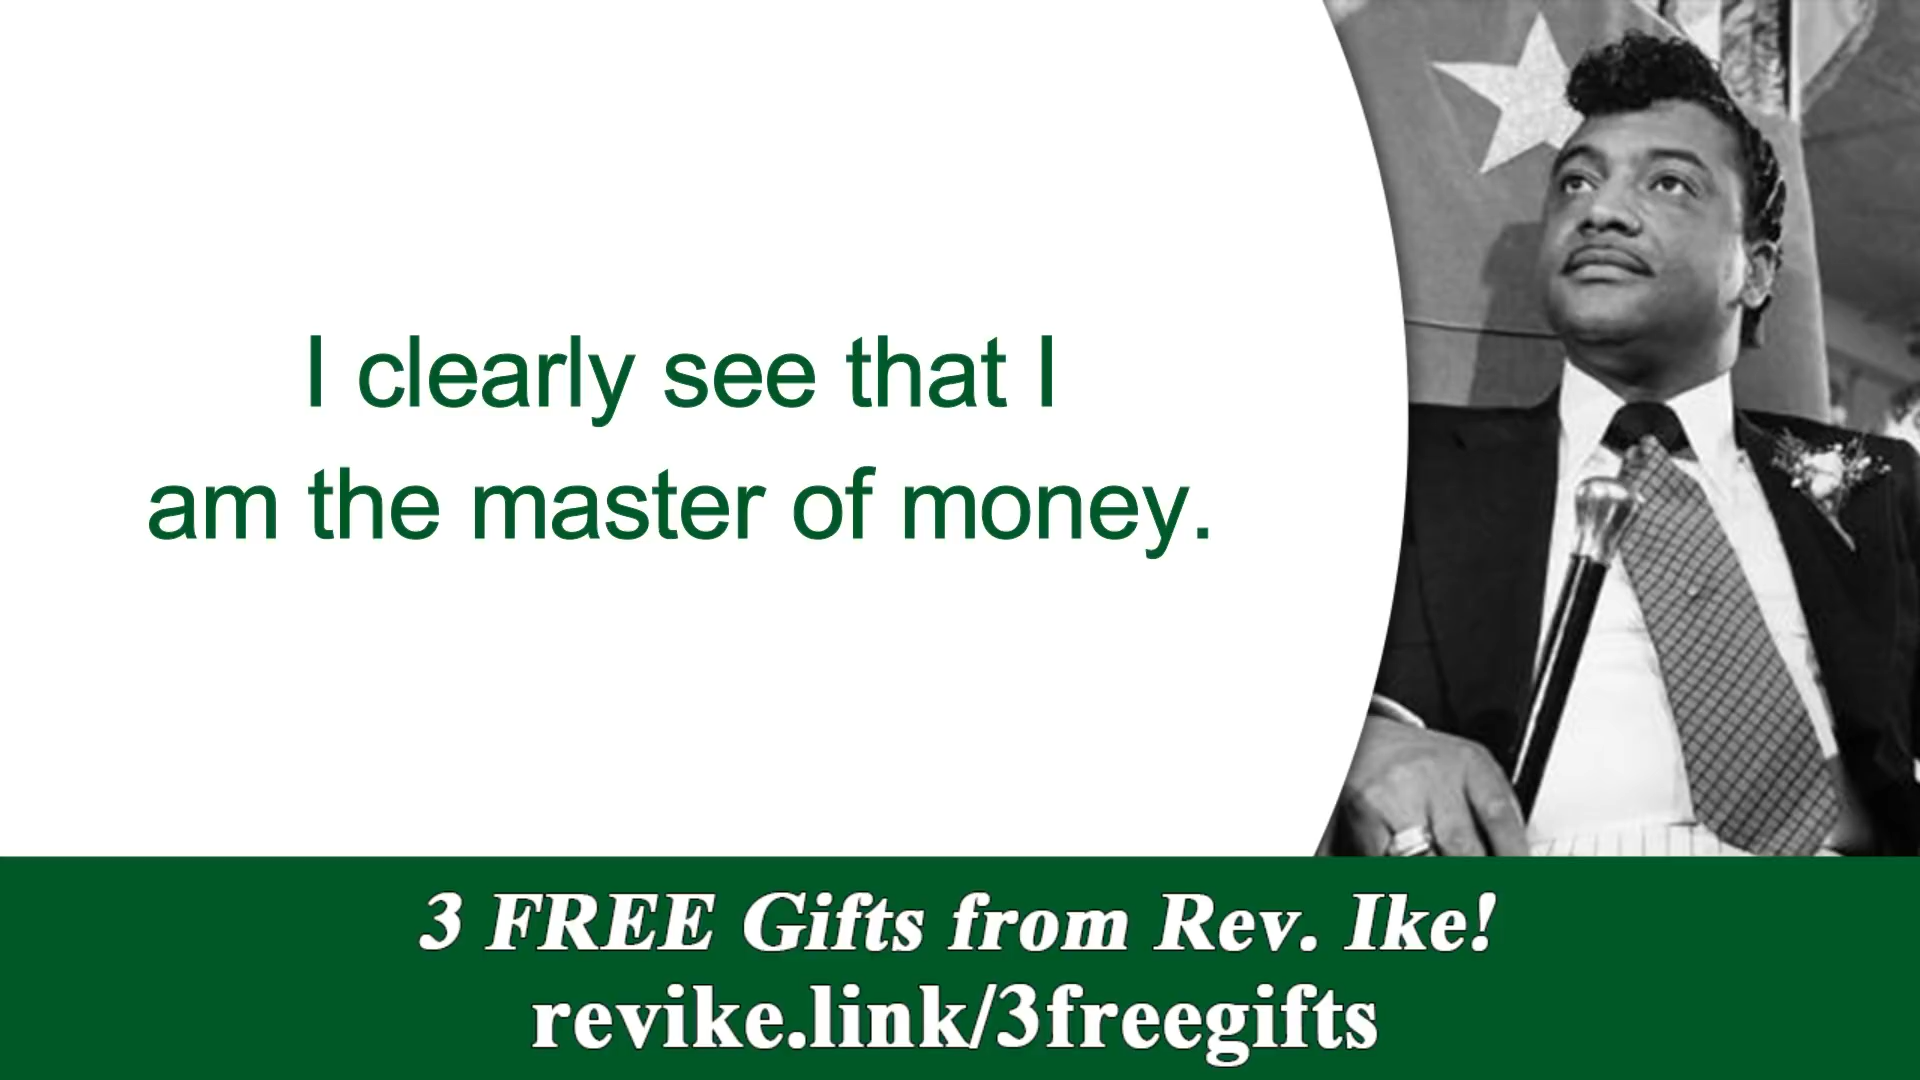 I clearly see that I
am the master of money.
3 FREE Gifts from Rev. Ike!
revike.link/3freegifts